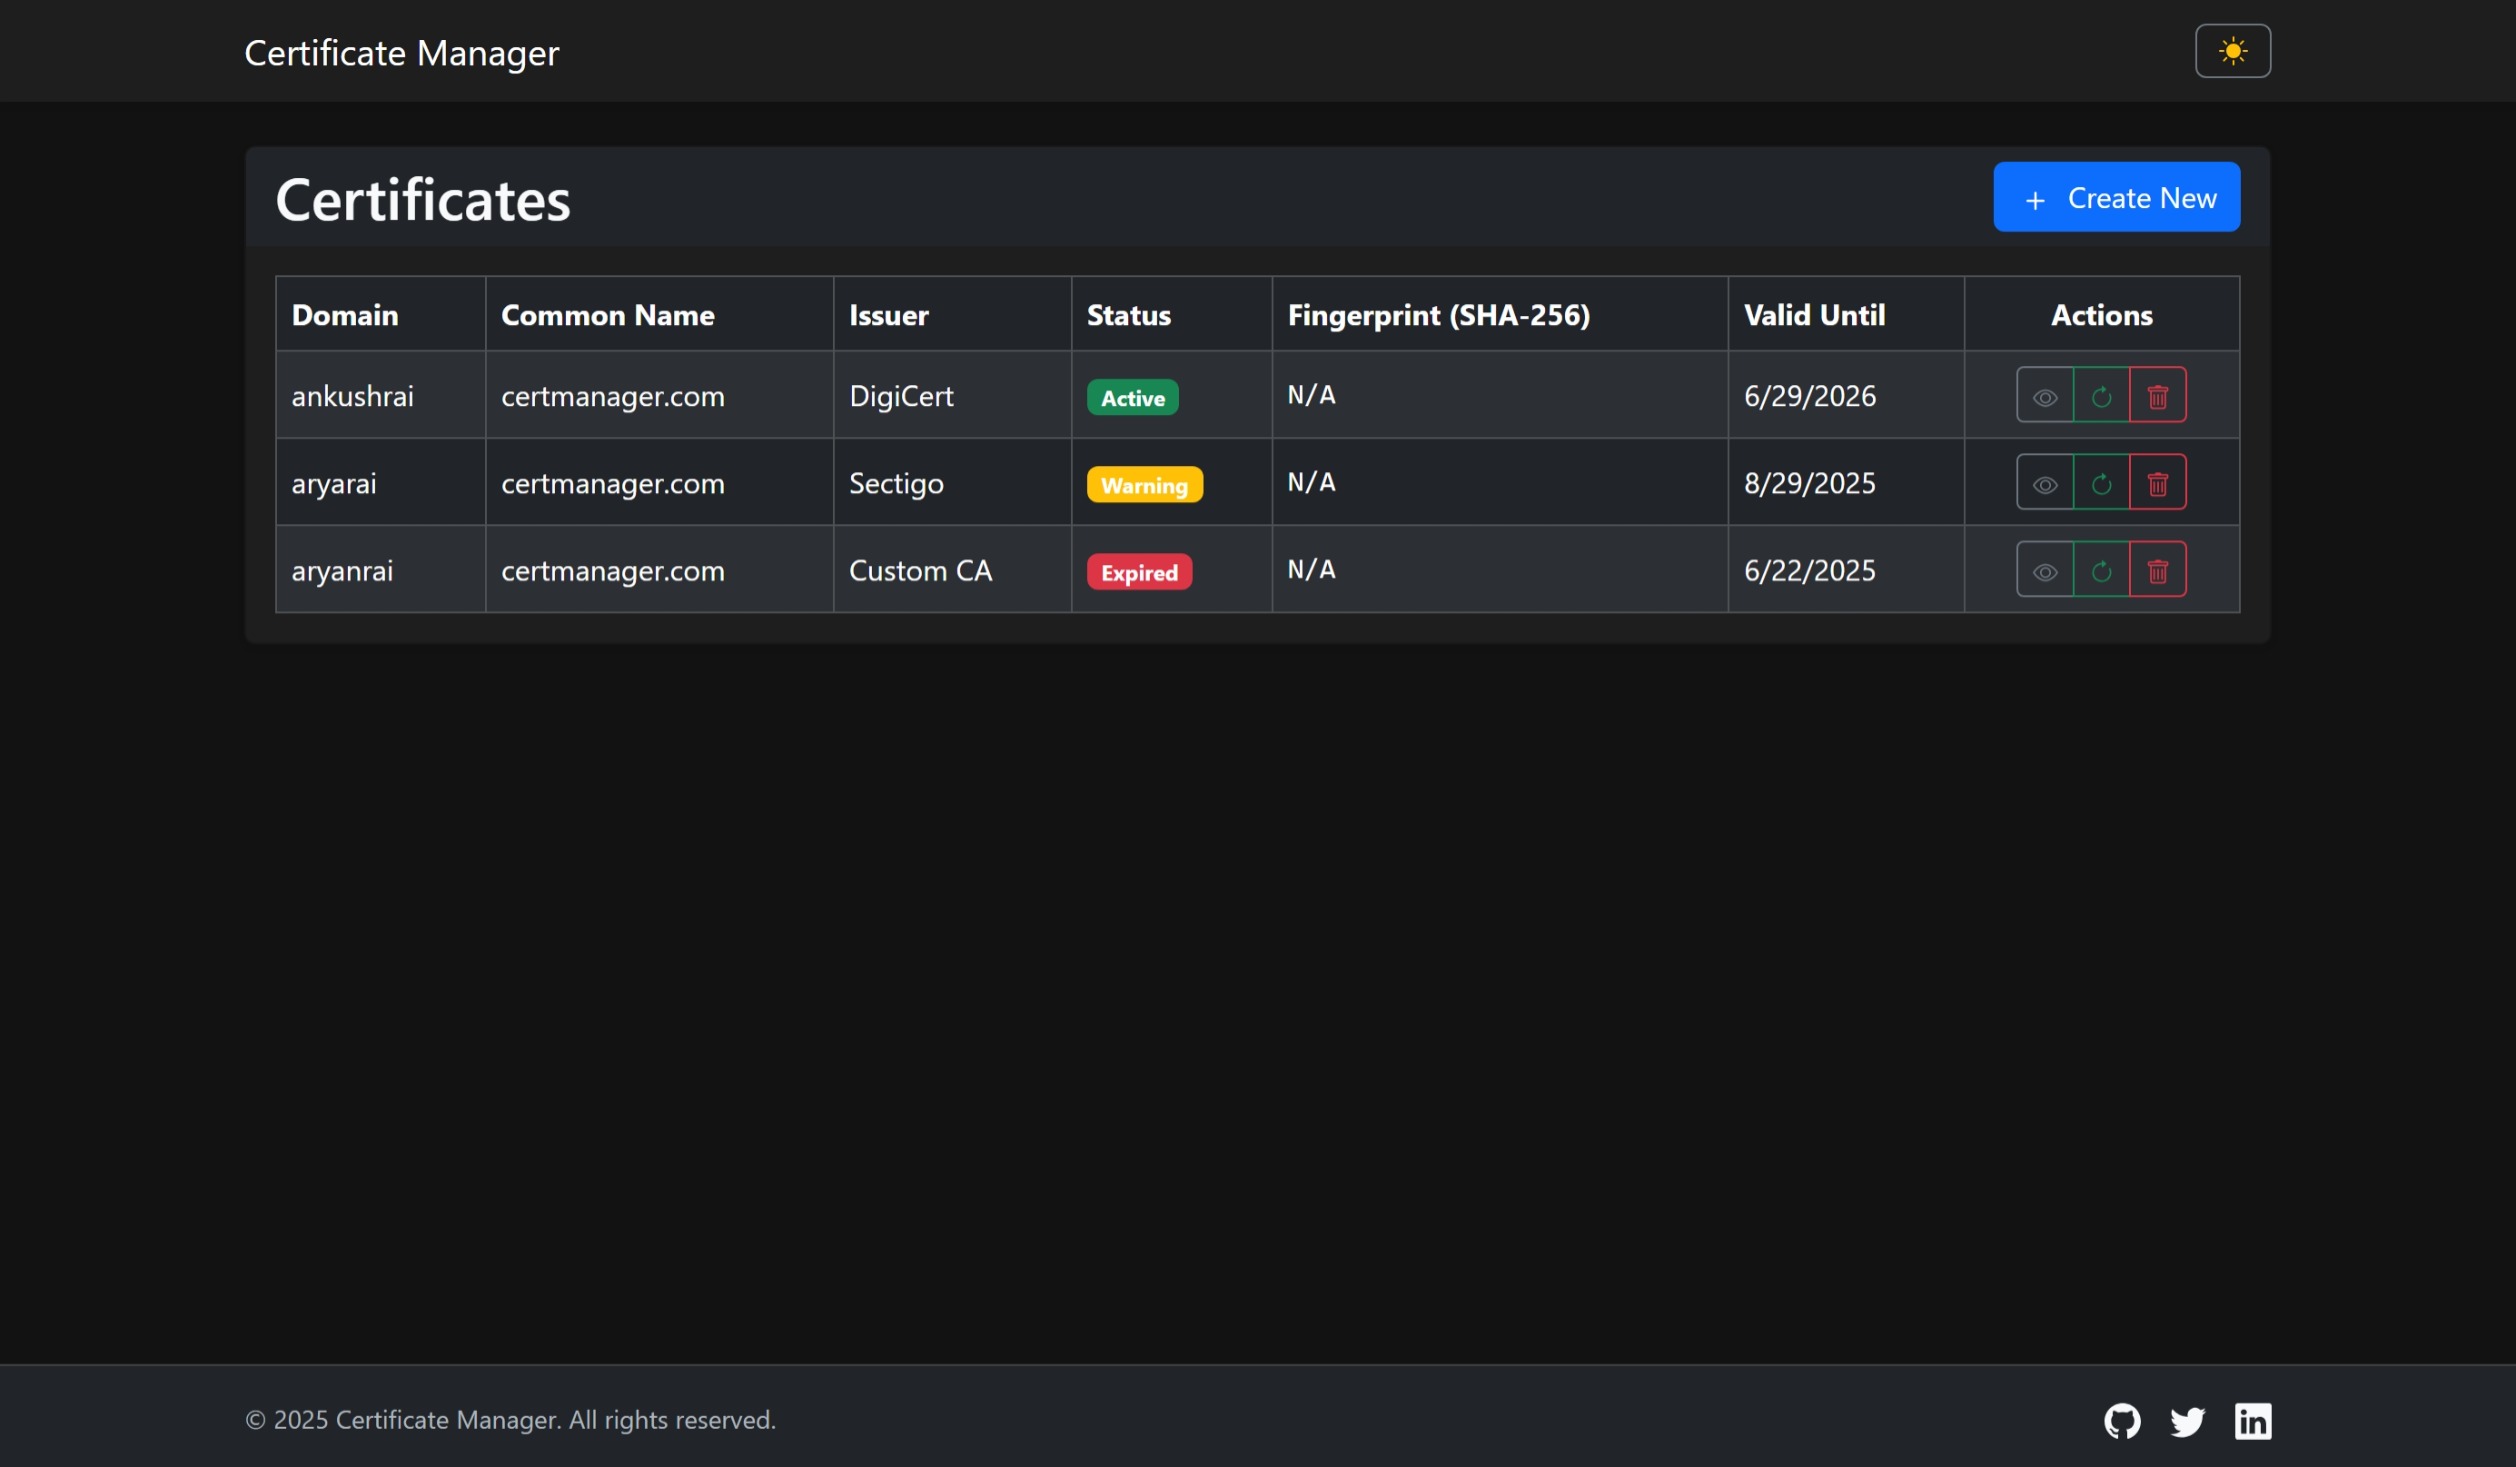 Certificate Manager
Certificates
+ Create New
Domain Common Name Issuer Status Fingerprint (SHA-256) Valid Until Actions
ankushrai certmanager.com DigiCert Active N/A 6/29/2026
aryarai certmanager.com Sectigo Warning N/A 8/29/2025
aryanrai certmanager.com Custom CA Expired N/A 6/22/2025
© 2025 Certificate Manager. All rights reserved.
in